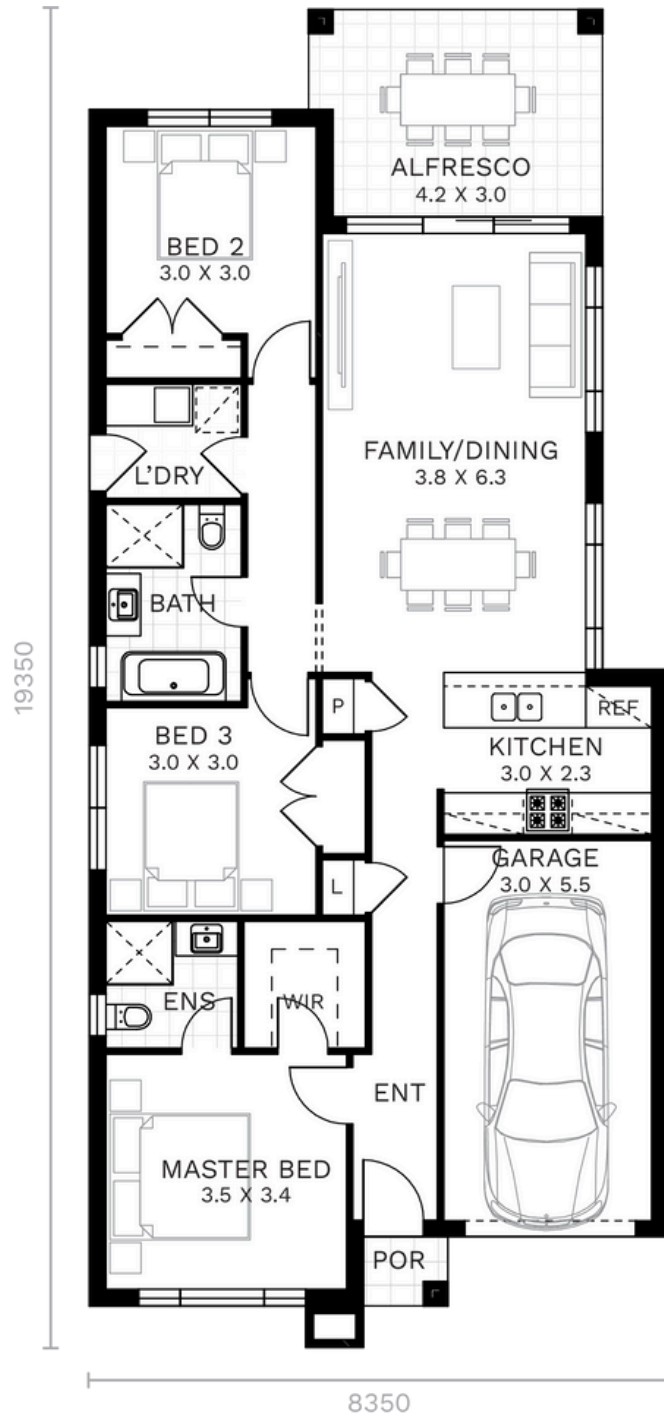 ALFRESCO
4.2 X 3.0
BED 2
3.0 X 3.0
FAMILY/DINING
3.8 X 6.3
L'DRY
BATH
19350
P
REF
BED 3
3.0 X 3.0
KITCHEN
3.0 X 2.3
GARAGE
3.0 X 5.5
L
ENS
WIR
ENT
MASTER BED
3.5 X 3.4
POR
8350